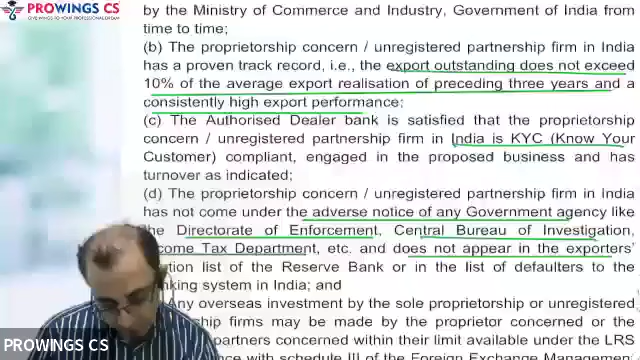 PROWINGS CS
GIVE WINGS TO YOUR PROFESSIONAL DREAMS
by the Ministry of Commerce and Industry, Government of India from
time to time;
(b) The proprietorship concern / unregistered partnership firm in India
has a proven track record, i.e., the export outstanding does not exceed
10% of the average export realisation of preceding three years and a
consistently high export performance;
(c) The Authorised Dealer bank is satisfied that the proprietorship
concern / unregistered partnership firm in India is KYC (Know Your
Customer) compliant, engaged in the proposed business and has
turnover as indicated;
(d) The proprietorship concern / unregistered partnership firm in India
has not come under the adverse notice of any Government agency like
the Directorate of Enforcement, Central Bureau of Investigation,
Tax Department, etc. and does not appear in the exporters'
list of the Reserve Bank or in the list of defaulters to the
system in India; and
Any overseas investment by the sole proprietorship or unregistered
firms may be made by the proprietor concerned or the
partners concerned within their limit available under the LRS
with schedule III of the Foreign Exchange Management
PROWINGS CS